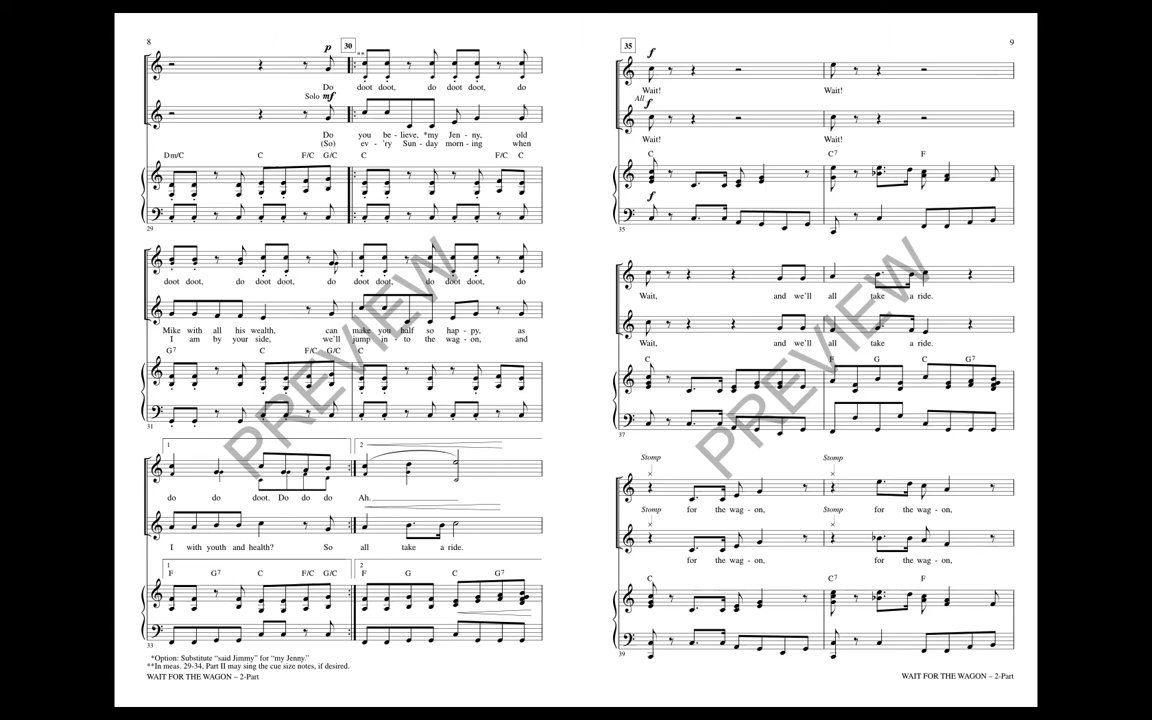 8
p
30
**
Do doot doot, do doot doot, do
Solo mf
Do you be - lieve, *my Jen - ny, old
(So) ev - 'ry Sun - day morn - ing when
Dm/C C F/C G/C C F/C C
29
doot doot, do doot doot, do doot doot, do doot doot, do
Mike with all his wealth, can make you half so hap - py, as
I am by your side, we'll jump in - to the wag - on, and
G7 C F/C G/C C
31
1 2
do do doot. Do do do Ah.
I with youth and health? So all take a ride.
1 2
F G7 C F/C G/C F G C G7
33
*Option: Substitute “said Jimmy” for “my Jenny.”
**In meas. 29-34, Part II may sing the cue size notes, if desired.
WAIT FOR THE WAGON – 2-Part
PREVIEW
9
35
f
Wait! Wait!
All f
Wait! Wait!
C C7 F
f
35
Wait, and we'll all take a ride.
Wait, and we'll all take a ride.
C F G C G7
37
Stomp Stomp
for the wag - on, for the wag - on,
Stomp Stomp
for the wag - on, for the wag - on,
C C7 F
39
WAIT FOR THE WAGON – 2-Part
PREVIEW